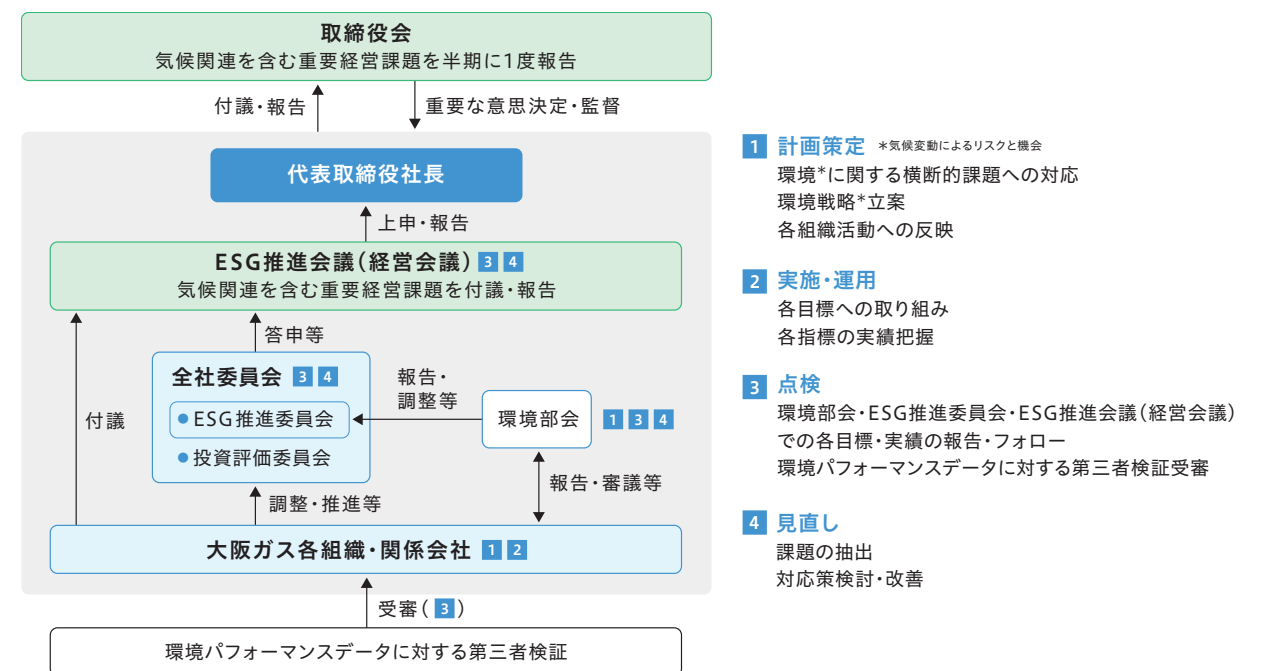 取締役会
気候関連を含む重要経営課題を半期に1度報告
付議・報告
重要な意思決定・監督
代表取締役社長
上申・報告
ESG推進会議(経営会議) 3 4
気候関連を含む重要経営課題を付議・報告
答申等
全社委員会 3 4
●ESG推進委員会
●投資評価委員会
付議
報告・
調整等
環境部会 1 3 4
調整・推進等
報告・審議等
大阪ガス各組織・関係会社 1 2
受審( 3 )
環境パフォーマンスデータに対する第三者検証
1 計画策定 *気候変動によるリスクと機会
環境*に関する横断的課題への対応
環境戦略*立案
各組織活動への反映
2 実施・運用
各目標への取り組み
各指標の実績把握
3 点検
環境部会・ESG推進委員会・ESG推進会議(経営会議)
での各目標・実績の報告・フォロー
環境パフォーマンスデータに対する第三者検証受審
4 見直し
課題の抽出
対応策検討・改善